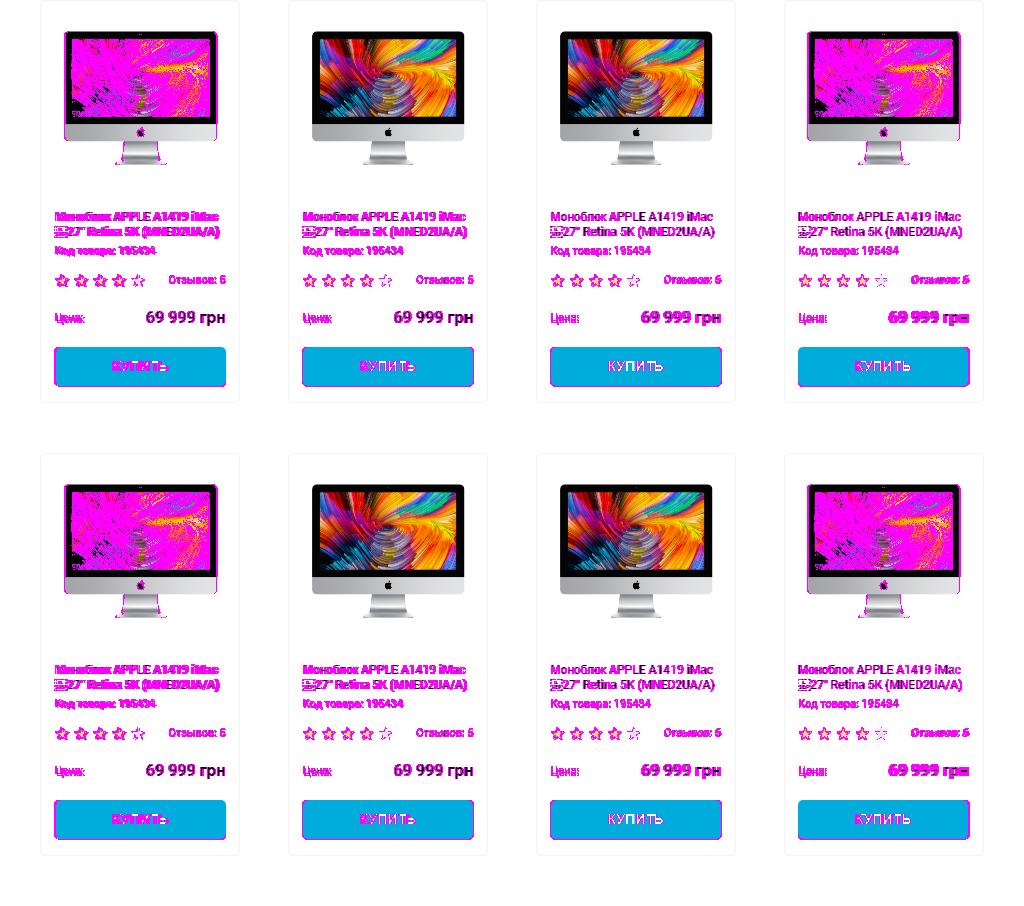 Моноблок APPLE A1419 iMac
27" Retina 5K (MNED2UA/A)
Код товара: 195434
Отзывов: 6
Цена:
69 999 грн
КУПИТЬ
Моноблок APPLE A1419 iMac
27" Retina 5K (MNED2UA/A)
Код товара: 195434
Отзывов: 6
Цена:
69 999 грн
КУПИТЬ
Моноблок APPLE A1419 iMac
27" Retina 5K (MNED2UA/A)
Код товара: 195434
Отзывов: 6
Цена:
69 999 грн
КУПИТЬ
Моноблок APPLE A1419 iMac
27" Retina 5K (MNED2UA/A)
Код товара: 195434
Отзывов: 6
Цена:
69 999 грн
КУПИТЬ
Моноблок APPLE A1419 iMac
27" Retina 5K (MNED2UA/A)
Код товара: 195434
Отзывов: 6
Цена:
69 999 грн
КУПИТЬ
Моноблок APPLE A1419 iMac
27" Retina 5K (MNED2UA/A)
Код товара: 195434
Отзывов: 6
Цена:
69 999 грн
КУПИТЬ
Моноблок APPLE A1419 iMac
27" Retina 5K (MNED2UA/A)
Код товара: 195434
Отзывов: 6
Цена:
69 999 грн
КУПИТЬ
Моноблок APPLE A1419 iMac
27" Retina 5K (MNED2UA/A)
Код товара: 195434
Отзывов: 6
Цена:
69 999 грн
КУПИТЬ